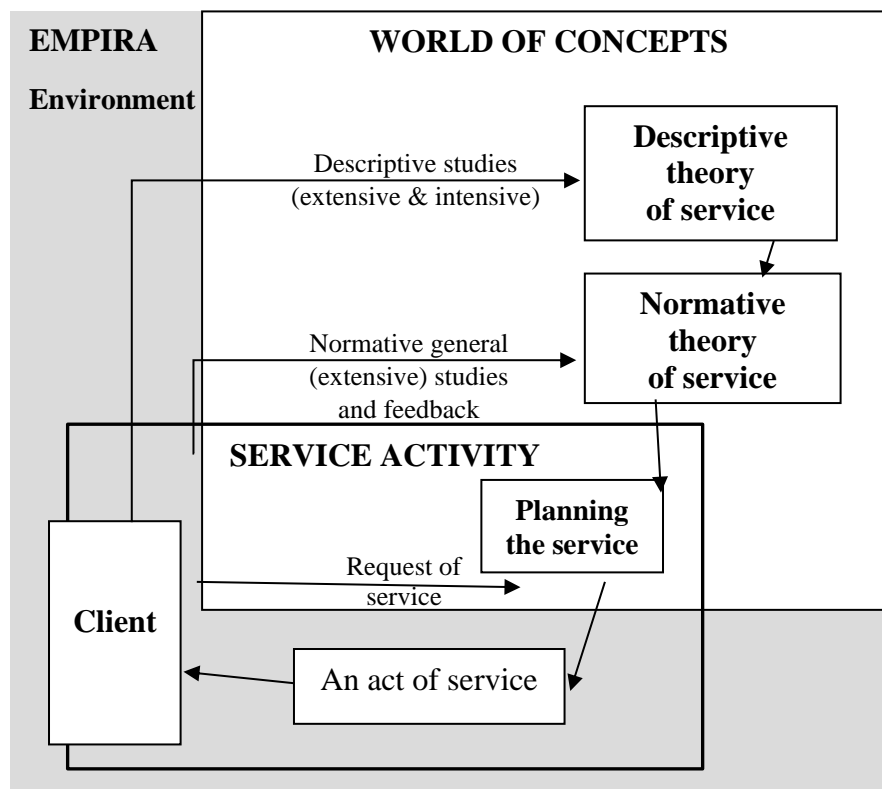 EMPIRA
Environment
WORLD OF CONCEPTS
Descriptive
theory
of service
Descriptive studies
(extensive & intensive)
Normative
theory
of service
Normative general
(extensive) studies
and feedback
SERVICE ACTIVITY
Planning
the service
Request of
service
Client
An act of service